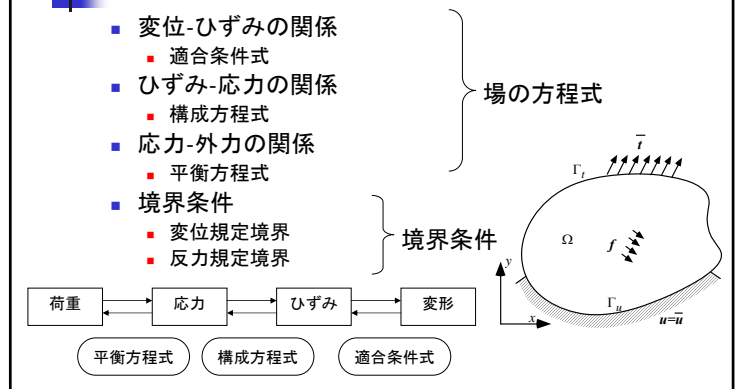 変位-ひずみの関係
適合条件式
ひずみ-応力の関係
構成方程式
応力-外力の関係
平衡方程式
場の方程式
境界条件
変位規定境界
反力規定境界
境界条件
荷重
応力
ひずみ
変形
平衡方程式
構成方程式
適合条件式
t̅
Γt
Ω
f
y
x
Γu
u=u̅